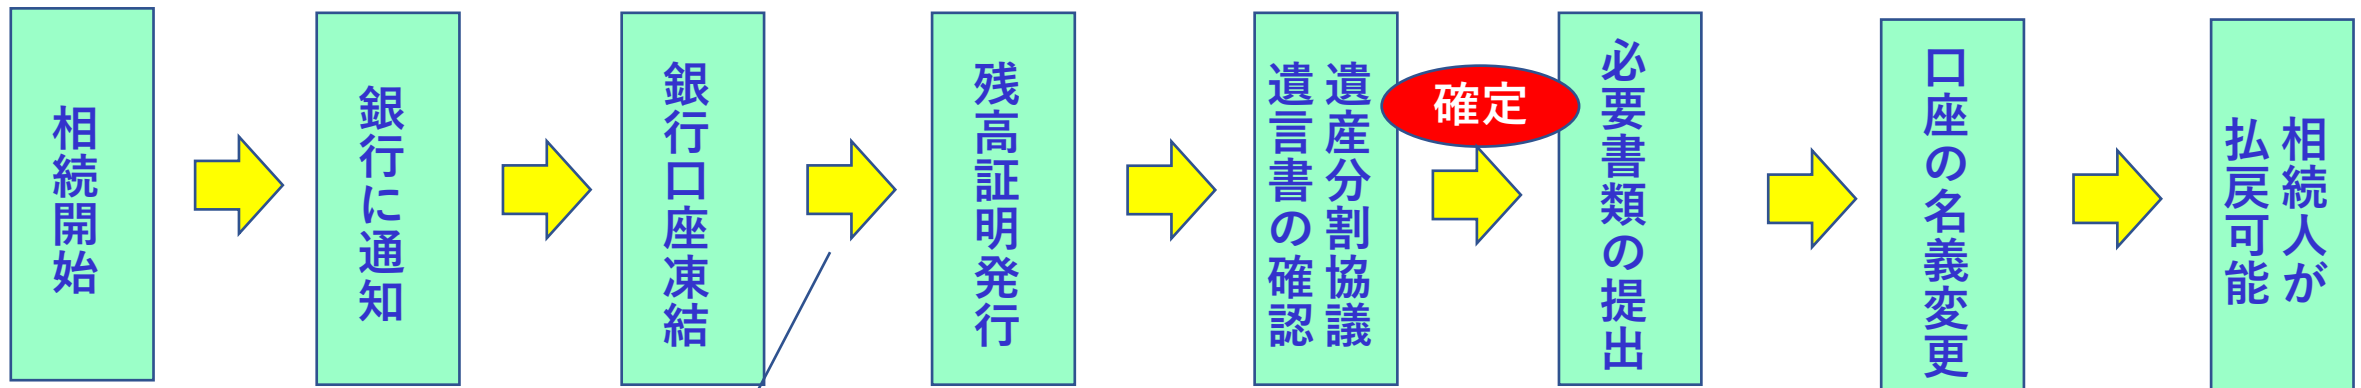 相続開始
銀行に通知
銀行口座凍結
残高証明発行
遺産分割協議
遺言書の確認
確定
必要書類の提出
口座の名義変更
相続人が
払戻可能